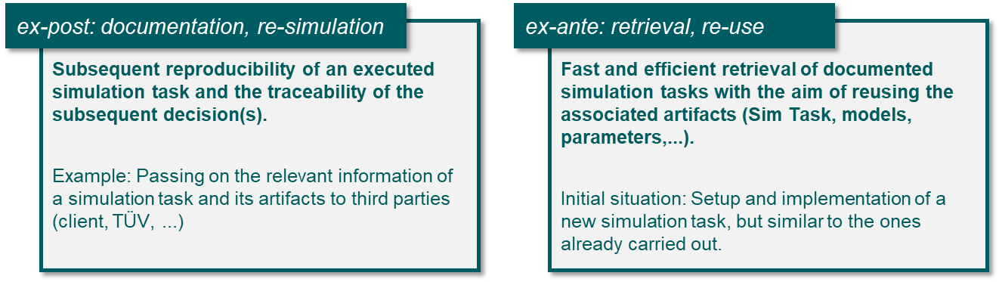 ex-post: documentation, re-simulation
Subsequent reproducibility of an executed
simulation task and the traceability of the
subsequent decision(s).
Example: Passing on the relevant information of
a simulation task and its artifacts to third parties
(client, TÜV, ...)
ex-ante: retrieval, re-use
Fast and efficient retrieval of documented
simulation tasks with the aim of reusing the
associated artifacts (Sim Task, models,
parameters,...).
Initial situation: Setup and implementation of a
new simulation task, but similar to the ones
already carried out.